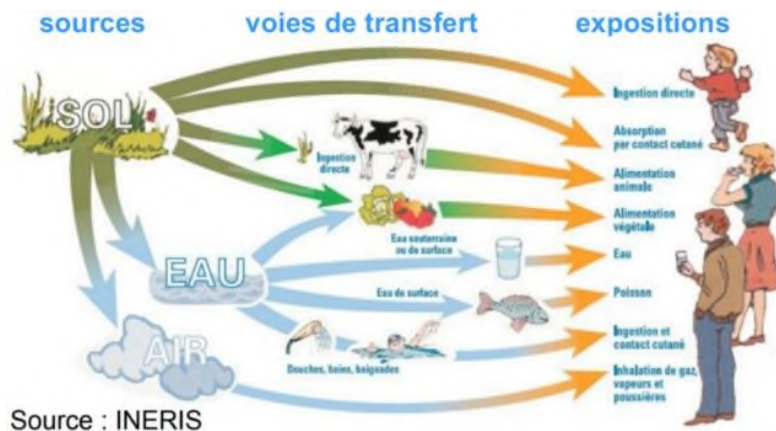 sources
voies de transfert
expositions
SOL
Ingestion
directe
Ingestion directe
Absorption
par contact cutané
Alimentation
animale
Alimentation
végétale
EAU
Eau souterraine
ou de surface
Eau
Eau de surface
Poisson
AIR
Douches, bains, baignades
Ingestion et
contact cutané
Inhalation de gaz,
vapeurs et
poussières
Source : INERIS